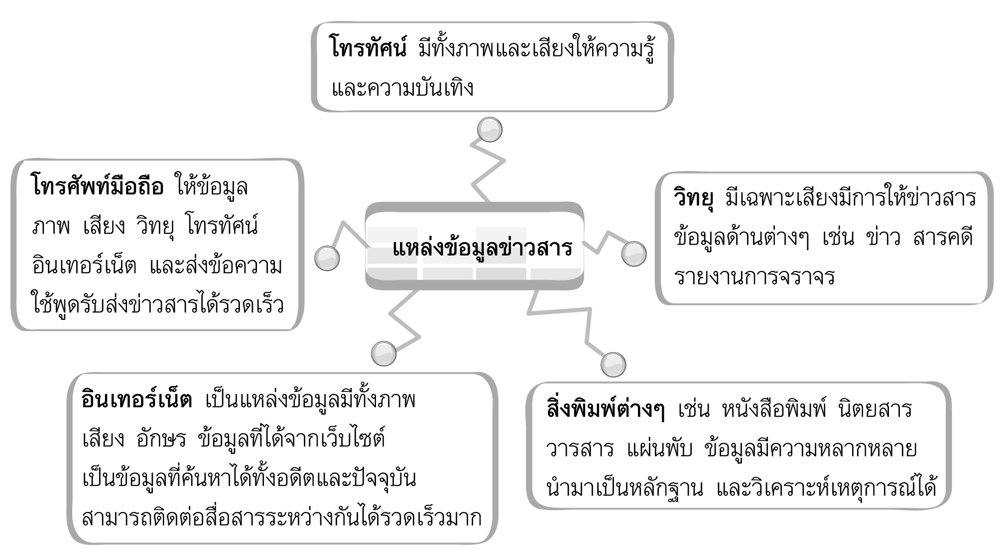 โทรทัศน์ มีทั้งภาพและเสียงให้ความรู้
และความบันเทิง
โทรศัพท์มือถือ ให้ข้อมูล
ภาพ เสียง วิทยุ โทรทัศน์
อินเทอร์เน็ต และส่งข้อความ
ใช้พูดรับส่งข่าวสารได้รวดเร็ว
แหล่งข้อมูลข่าวสาร
วิทยุ มีเฉพาะเสียงมีการให้ข่าวสาร
ข้อมูลด้านต่างๆ เช่น ข่าว สารคดี
รายงานการจราจร
อินเทอร์เน็ต เป็นแหล่งข้อมูลมีทั้งภาพ
เสียง อักษร ข้อมูลที่ได้จากเว็บไซต์
เป็นข้อมูลที่ค้นหาได้ทั้งอดีตและปัจจุบัน
สามารถติดต่อสื่อสารระหว่างกันได้รวดเร็วมาก
สิ่งพิมพ์ต่างๆ เช่น หนังสือพิมพ์ นิตยสาร
วารสาร แผ่นพับ ข้อมูลมีความหลากหลาย
นำมาเป็นหลักฐาน และวิเคราะห์เหตุการณ์ได้